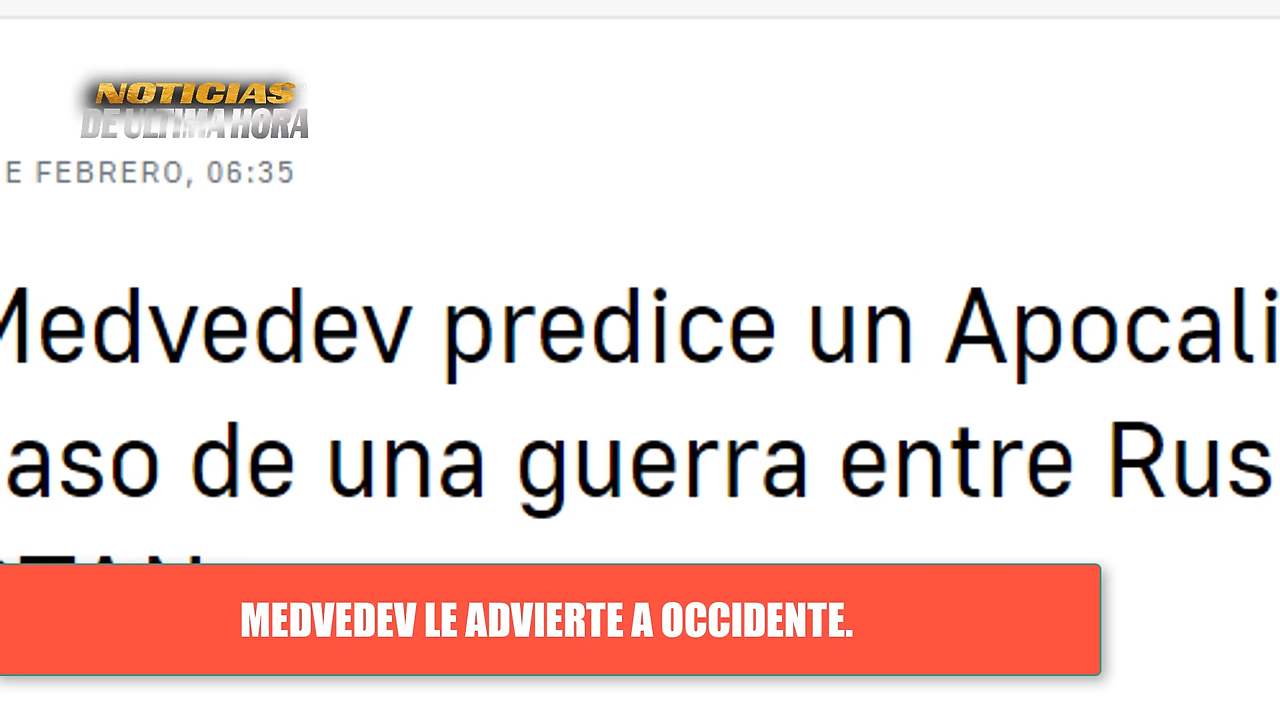 NOTICIAS
DE ULTIMA HORA
E FEBRERO, 06:35
Medvedev predice un Apocali
aso de una guerra entre Rus
OTAN
MEDVEDEV LE ADVIERTE A OCCIDENTE.